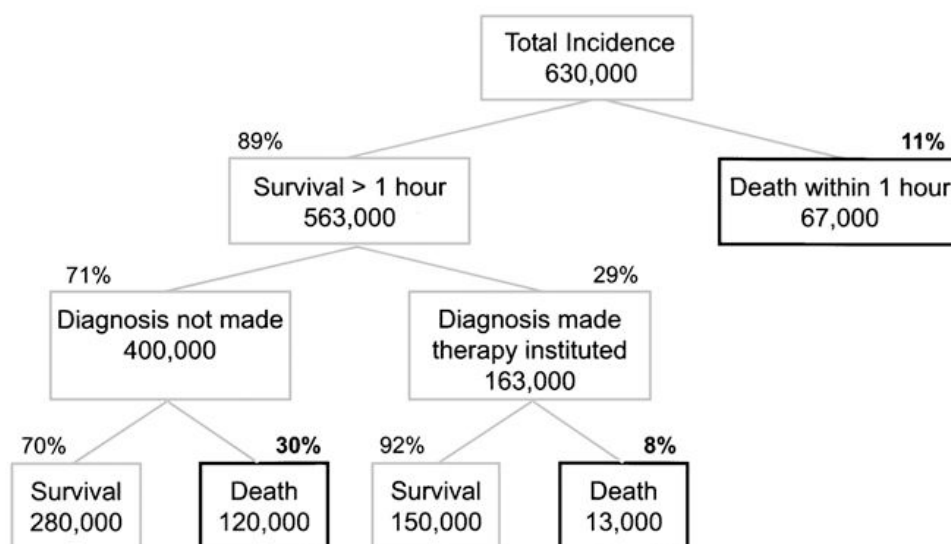 Total Incidence
630,000
89%
11%
Survival > 1 hour
563,000
Death within 1 hour
67,000
71%
29%
Diagnosis not made
400,000
Diagnosis made
therapy instituted
163,000
70%
30%
92%
8%
Survival
280,000
Death
120,000
Survival
150,000
Death
13,000